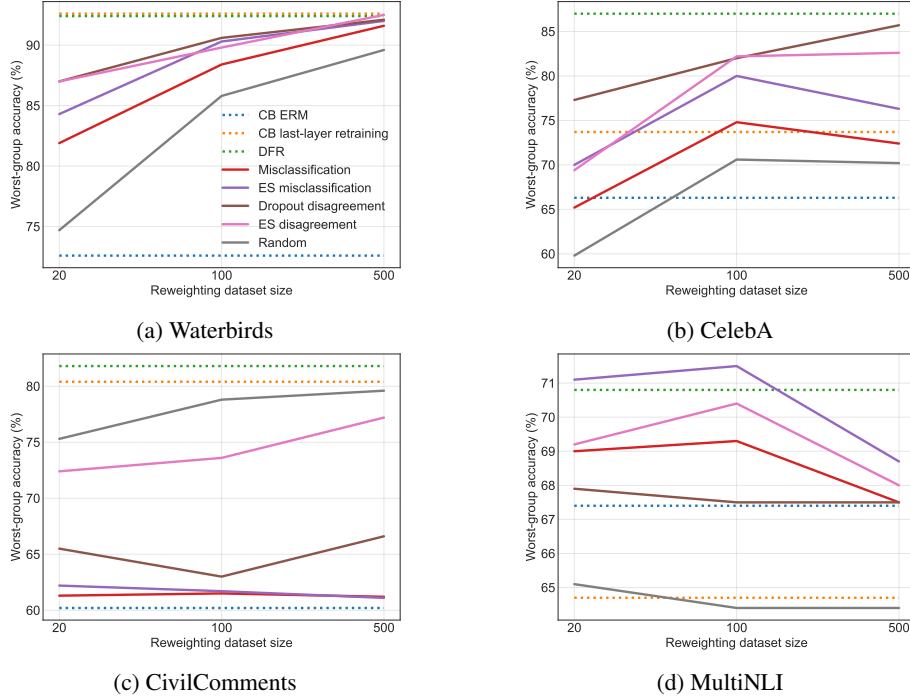 Worst-group accuracy (%)
90
85
80
75
CB ERM
CB last-layer retraining
DFR
Misclassification
ES misclassification
Dropout disagreement
ES disagreement
Random
20
100
500
Reweighting dataset size
(a) Waterbirds
Worst-group accuracy (%)
85
80
75
70
65
60
20
100
500
Reweighting dataset size
(b) CelebA
Worst-group accuracy (%)
80
75
70
65
60
20
100
500
Reweighting dataset size
(c) CivilComments
Worst-group accuracy (%)
71
70
69
68
67
66
65
20
100
500
Reweighting dataset size
(d) MultiNLI